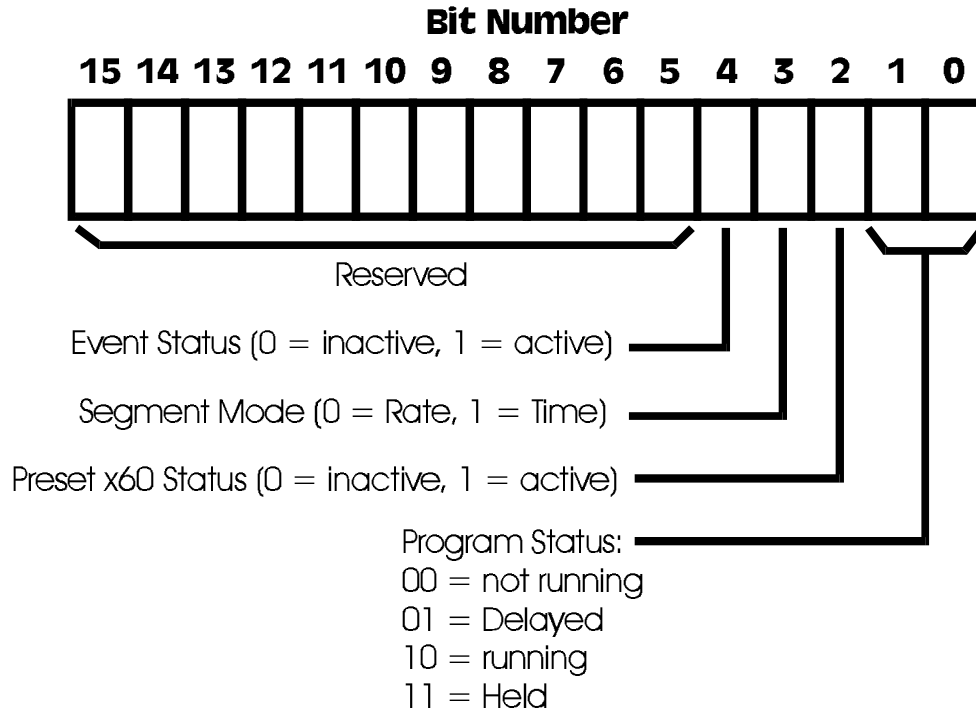 Bit Number
15 14 13 12 11 10 9 8 7 6 5 4 3 2 1 0
Reserved
Event Status (0 = inactive, 1 = active)
Segment Mode (0 = Rate, 1 = Time)
Preset x60 Status (0 = inactive, 1 = active)
Program Status:
00 = not running
01 = Delayed
10 = running
11 = Held